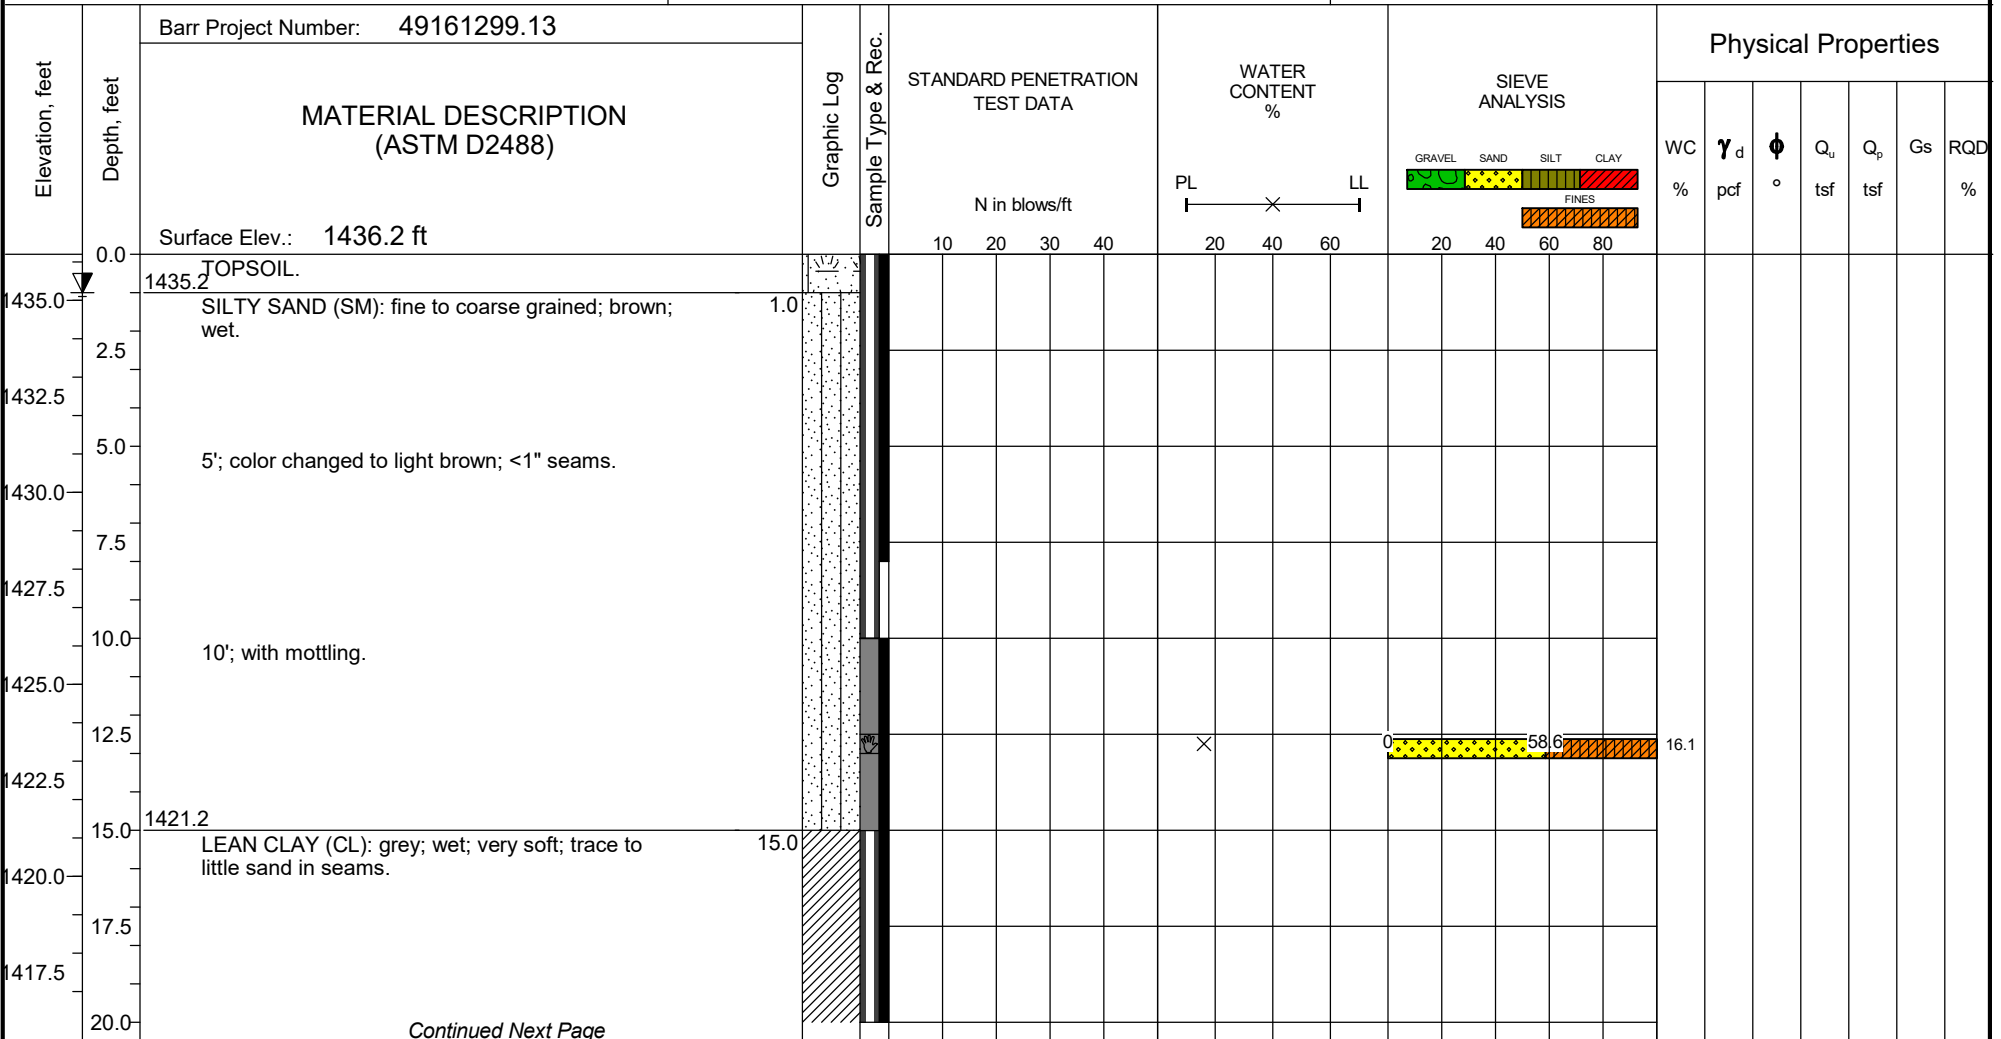 Barr Project Number: 49161299.13
Elevation, feet
Depth, feet
MATERIAL DESCRIPTION
(ASTM D2488)
Surface Elev.: 1436.2 ft
Graphic Log
Sample Type & Rec.
STANDARD PENETRATION
TEST DATA
N in blows/ft
10 20 30 40
WATER
CONTENT
%
PL LL
20 40 60
SIEVE
ANALYSIS
GRAVEL SAND SILT CLAY
FINES
20 40 60 80
Physical Properties
WC γd ϕ Qu Qp Gs RQD
% pcf ° tsf tsf %
0.0
TOPSOIL.
1435.2
1435.0
SILTY SAND (SM): fine to coarse grained; brown; 1.0
wet.
2.5
1432.5
5.0
5'; color changed to light brown; <1" seams.
1430.0
7.5
1427.5
10.0
10'; with mottling.
1425.0
12.5
0 58.6 16.1
1422.5
1421.2
15.0
LEAN CLAY (CL): grey; wet; very soft; trace to 15.0
little sand in seams.
1420.0
17.5
1417.5
20.0
Continued Next Page